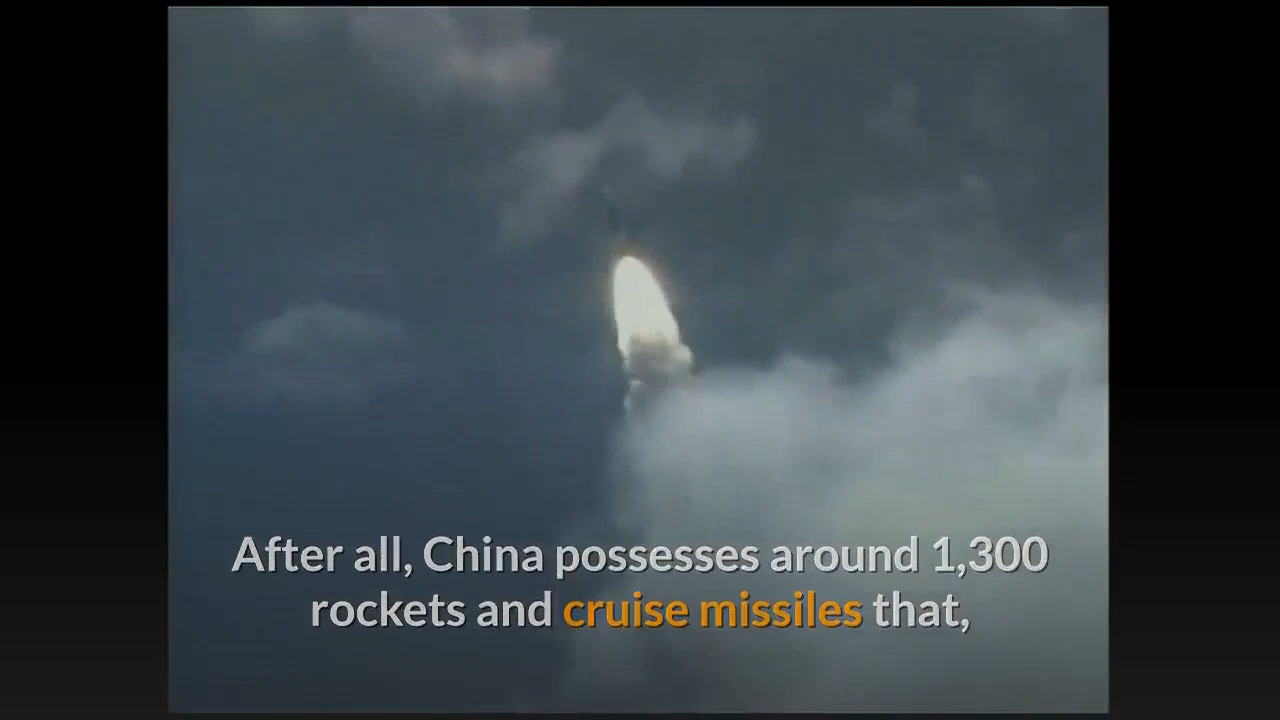 After all, China possesses around 1,300
rockets and cruise missiles that,